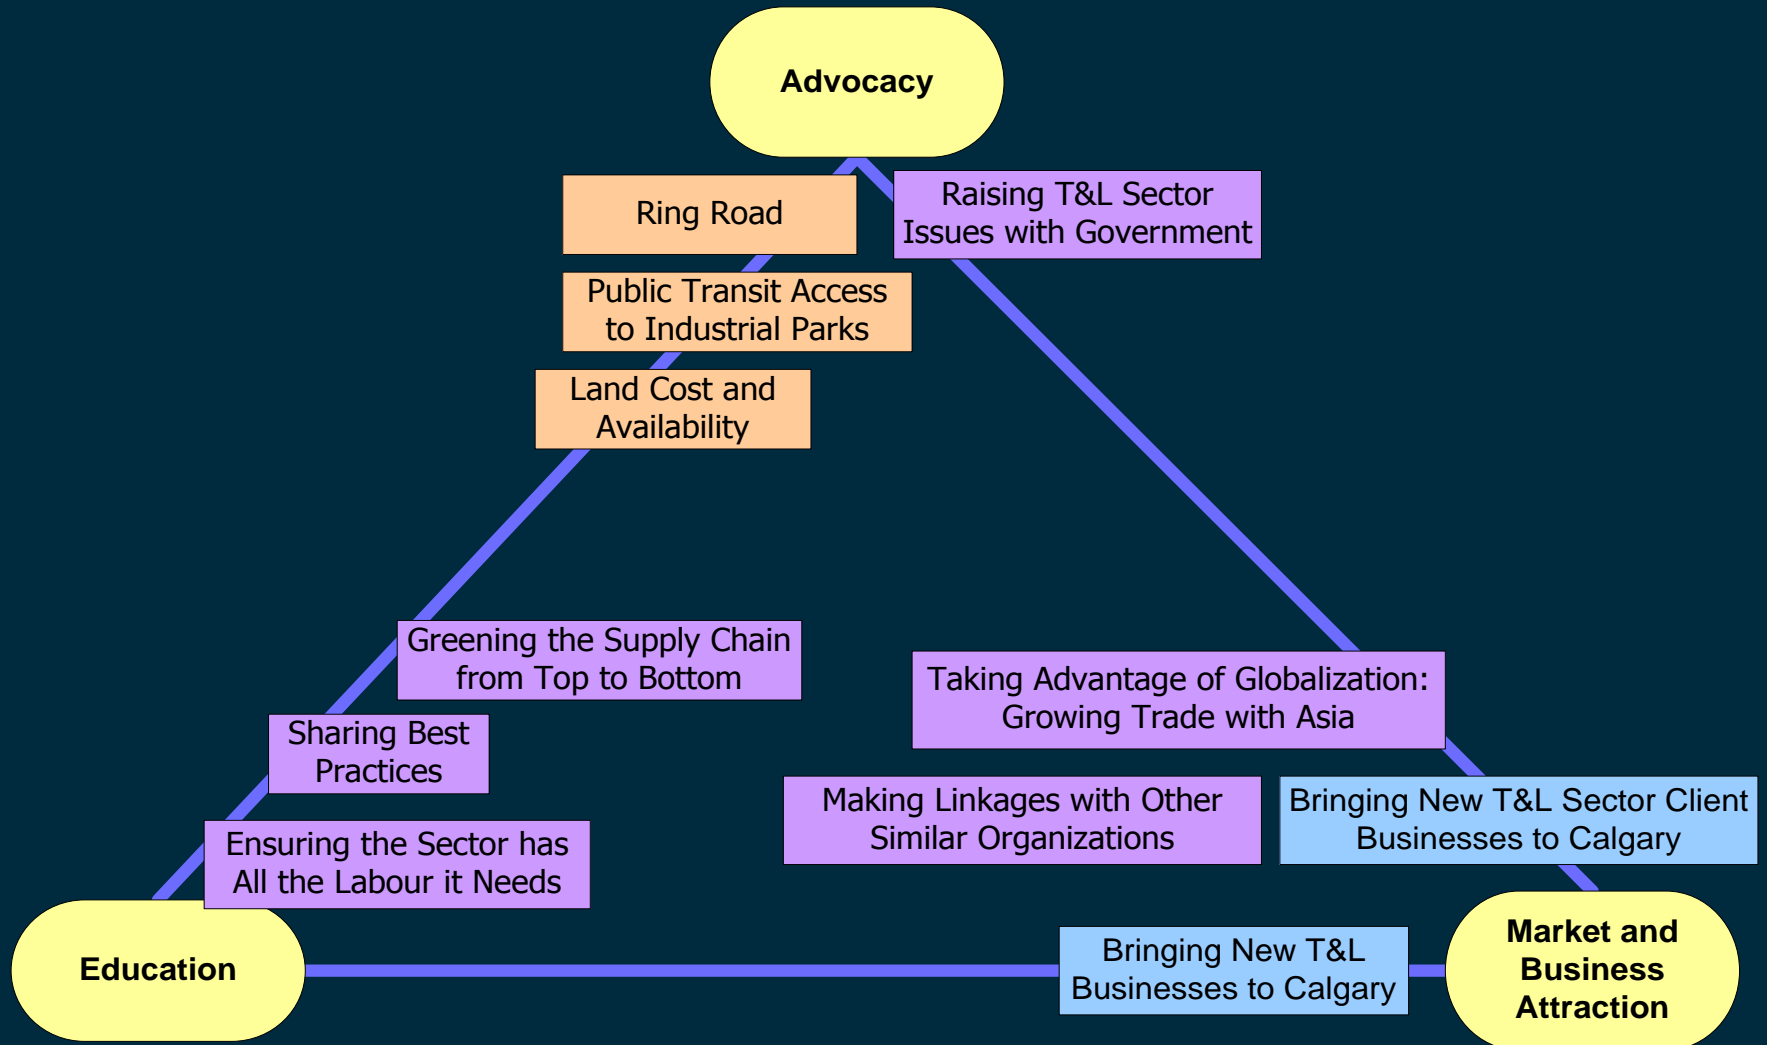 Advocacy
Ring Road
Raising T&L Sector
Issues with Government
Public Transit Access
to Industrial Parks
Land Cost and
Availability
Greening the Supply Chain
from Top to Bottom
Taking Advantage of Globalization:
Growing Trade with Asia
Sharing Best
Practices
Making Linkages with Other
Similar Organizations
Bringing New T&L Sector Client
Businesses to Calgary
Ensuring the Sector has
All the Labour it Needs
Education
Bringing New T&L
Businesses to Calgary
Market and
Business
Attraction